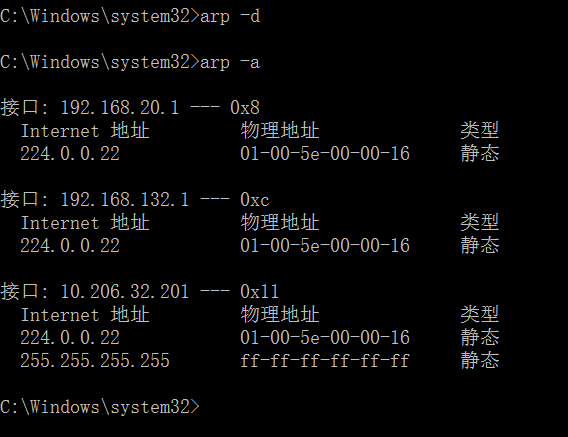 C:\Windows\system32>arp -d
C:\Windows\system32>arp -a
接口: 192.168.20.1 --- 0x8
Internet 地址 物理地址 类型
224.0.0.22 01-00-5e-00-00-16 静态
接口: 192.168.132.1 --- 0xc
Internet 地址 物理地址 类型
224.0.0.22 01-00-5e-00-00-16 静态
接口: 10.206.32.201 --- 0x11
Internet 地址 物理地址 类型
224.0.0.22 01-00-5e-00-00-16 静态
255.255.255.255 ff-ff-ff-ff-ff-ff 静态
C:\Windows\system32>